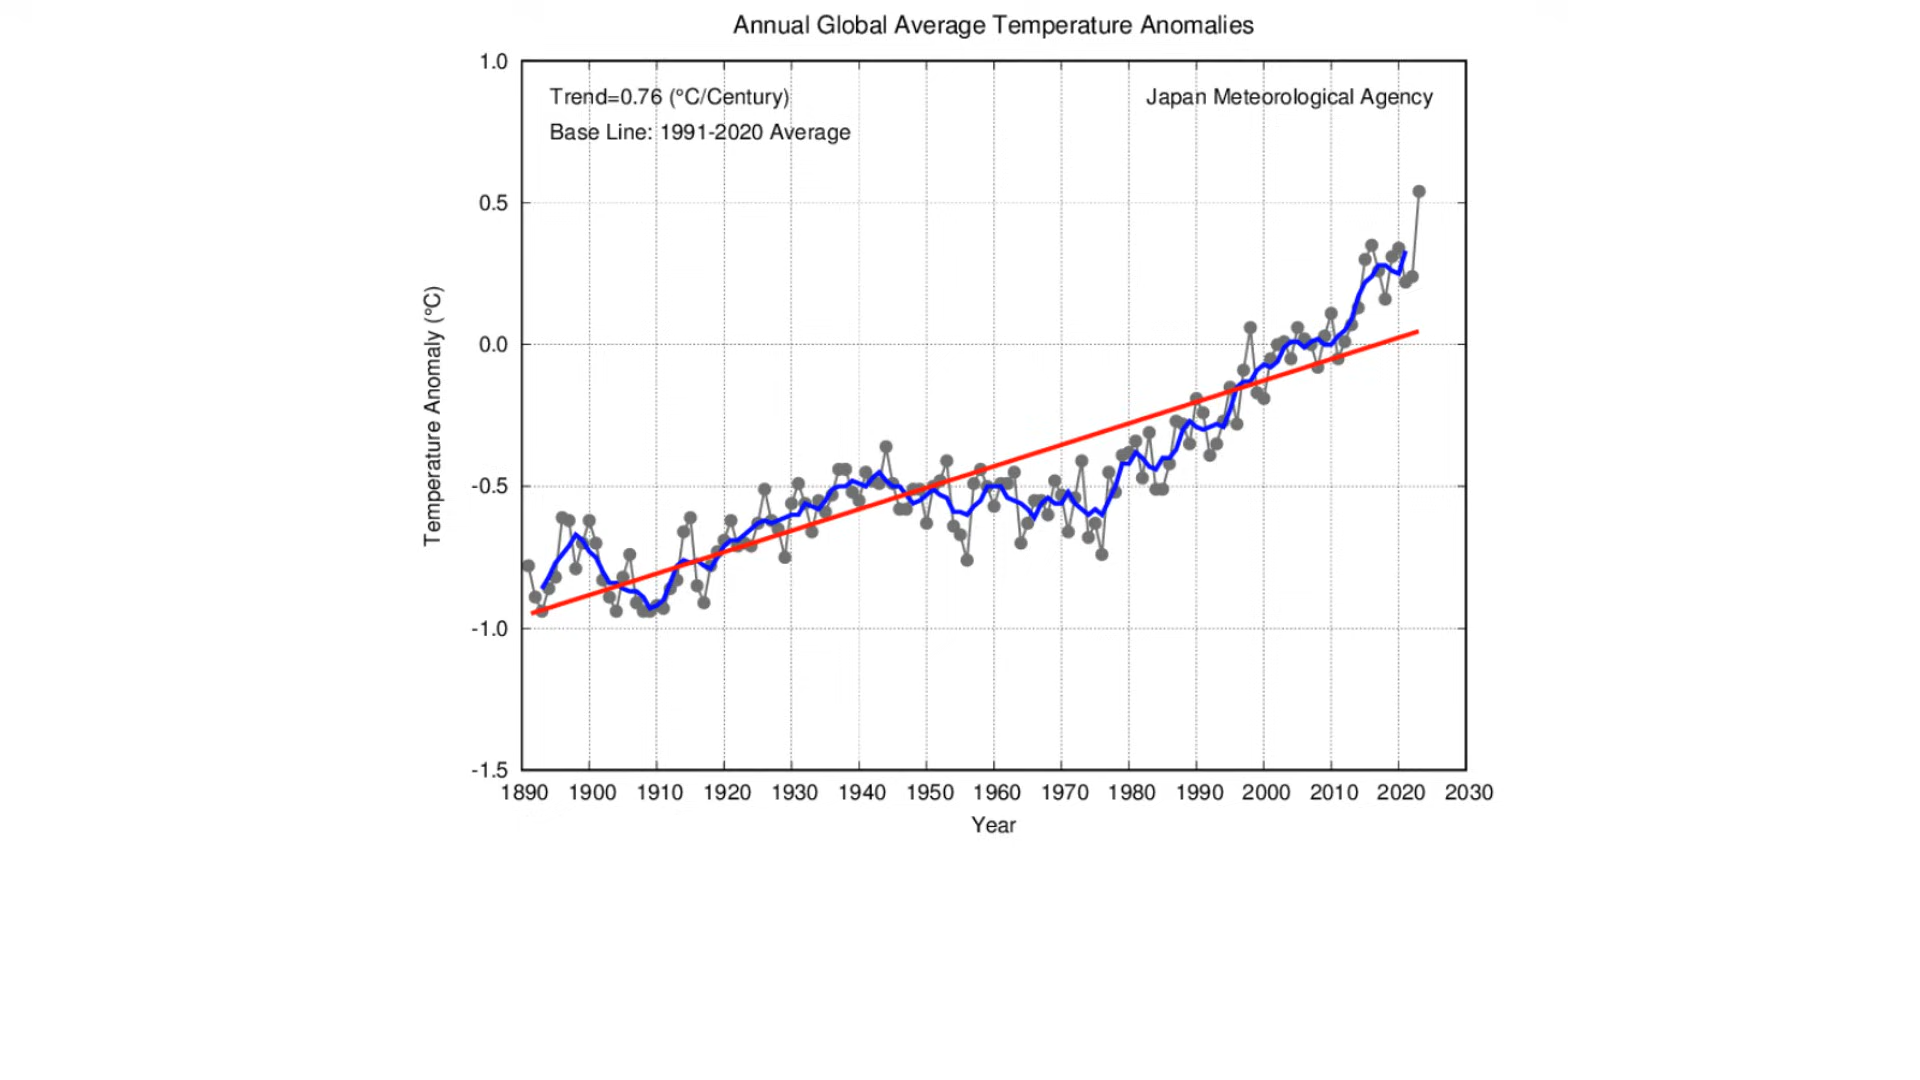 Annual Global Average Temperature Anomalies
Trend=0.76 (°C/Century)
Japan Meteorological Agency
Base Line: 1991-2020 Average
1.0
0.5
0.0
-0.5
-1.0
-1.5
Temperature Anomaly (°C)
1890 1900 1910 1920 1930 1940 1950 1960 1970 1980 1990 2000 2010 2020 2030
Year